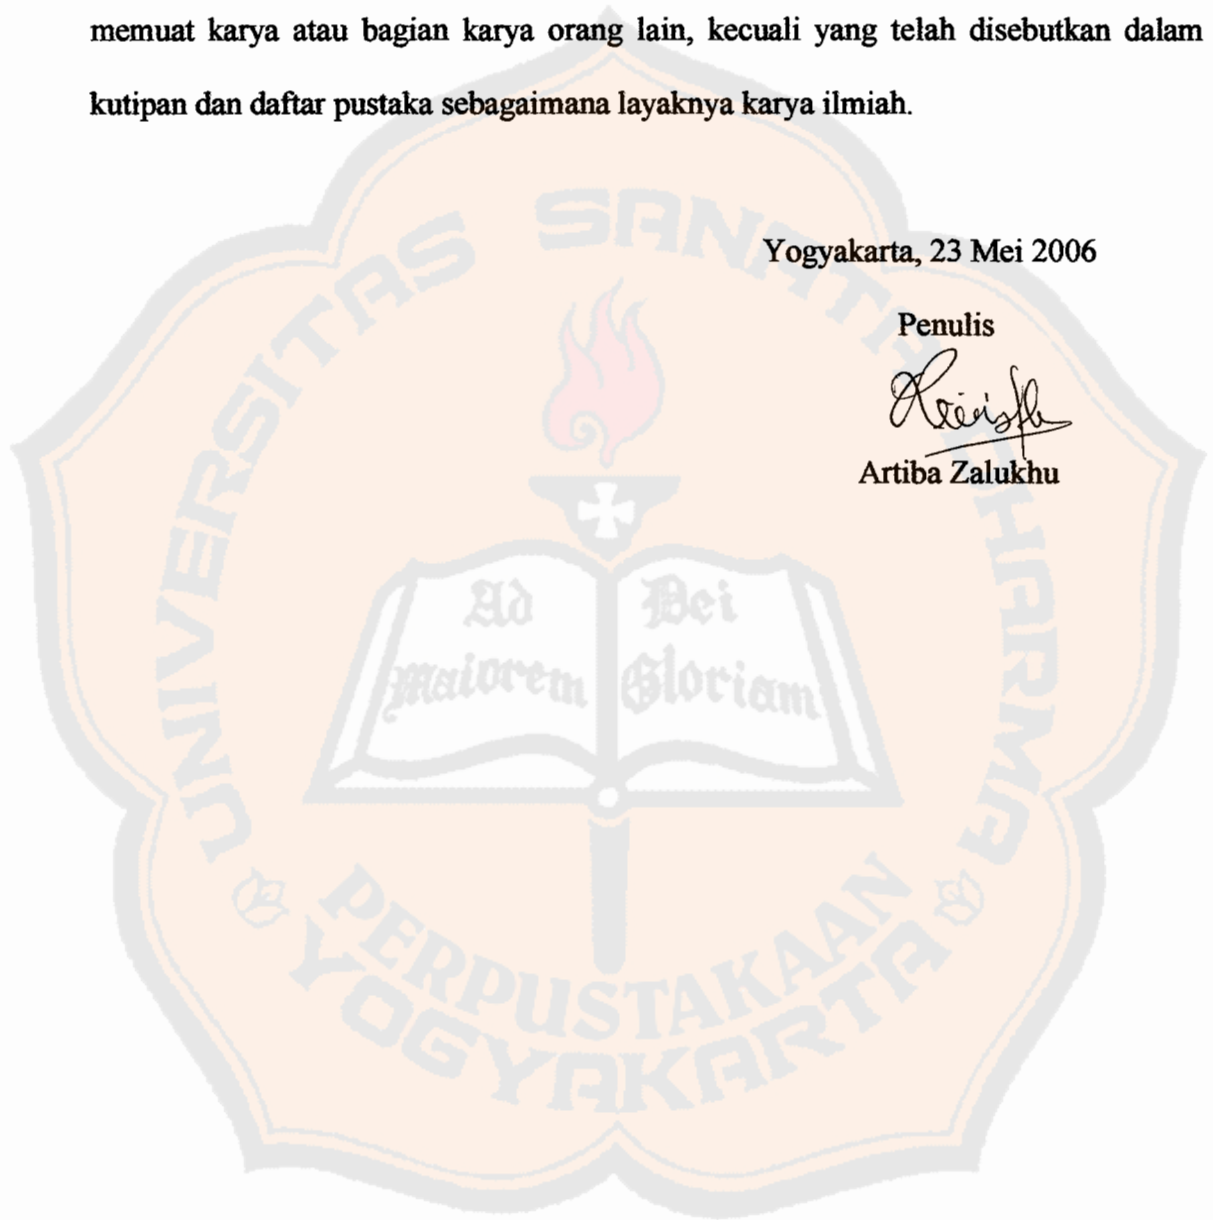 memuat karya atau bagian karya orang lain, kecuali yang telah disebutkan dalam
kutipan dan daftar pustaka sebagaimana layaknya karya ilmiah.
Yogyakarta, 23 Mei 2006
Penulis
Artiba Zalukhu
UNIVERSITAS SANATA DHARMA
Ad
Maiorem
Dei
Gloriam
PERPUSTAKAAN
YOGYAKARTA